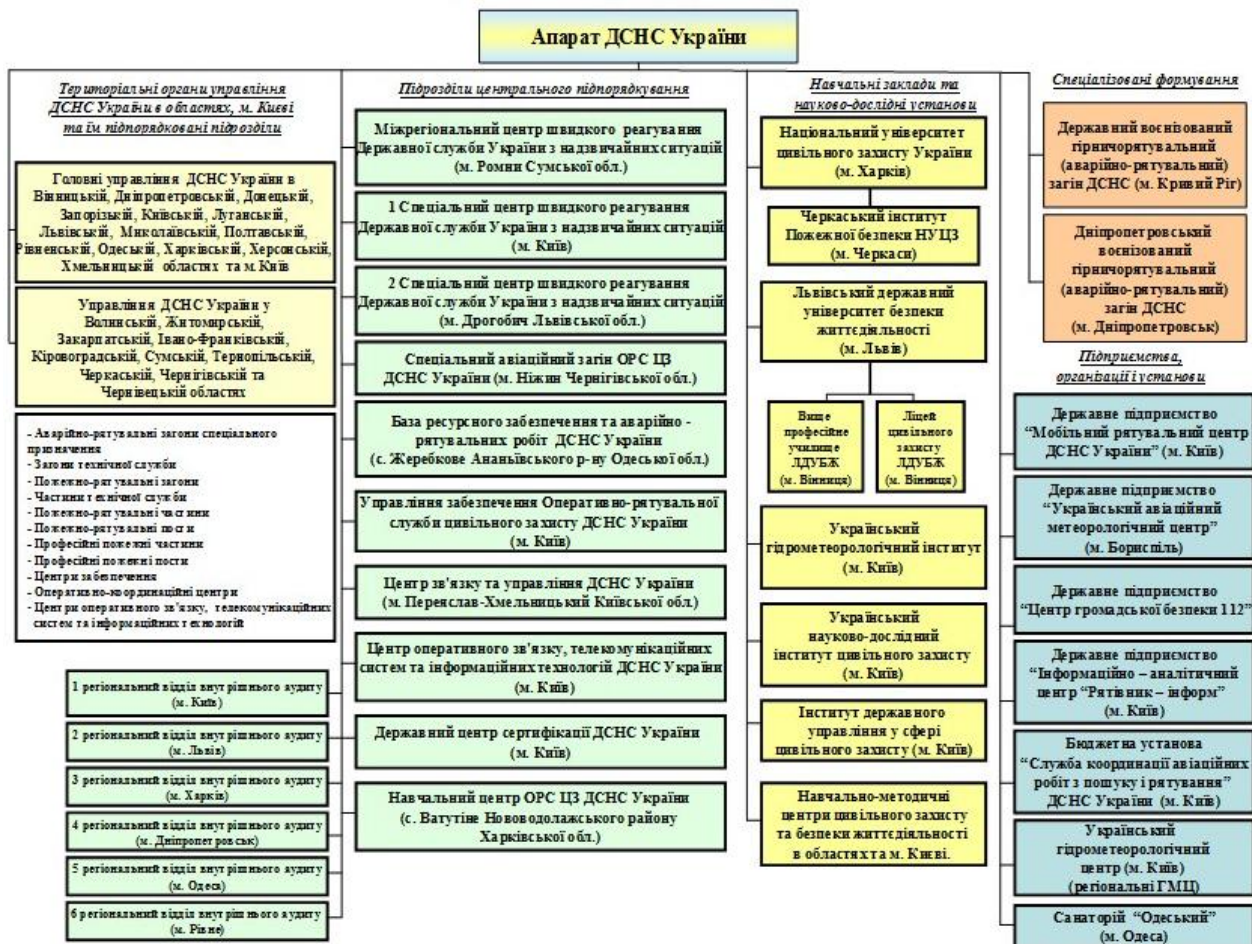 Апарат ДСНС України
Територіальні органи управління
ДСНС України в областях, м. Києві
та їм підпорядковані підрозділи
Головні управління ДСНС України в
Вінницькій, Дніпропетровській, Донецькій,
Запорізькій, Київській, Луганській,
Львівській, Миколаївській, Полтавській,
Рівненській, Одеській, Харківській, Херсонській,
Хмельницькій областях та м. Київ
Управління ДСНС України у
Волинській, Житомирській,
Закарпатській, Івано-Франківській,
Кіровоградській, Сумській, Тернопільській,
Черкаській, Чернігівській та
Чернівецькій областях
- Аварійно-рятувальні загони спеціального
призначення
- Загони технічної служби
- Пожежно-рятувальні загони
- Частини технічної служби
- Пожежно-рятувальні частини
- Пожежно-рятувальні пости
- Професійні пожежні частини
- Професійні пожежні пости
- Центри забезпечення
- Оперативно-координаційні центри
- Центри оперативного зв'язку, телекомунікаційних
систем та інформаційних технологій
1 регіональний відділ внутрішнього аудиту
(м. Київ)
2 регіональний відділ внутрішнього аудиту
(м. Львів)
3 регіональний відділ внутрішнього аудиту
(м. Харків)
4 регіональний відділ внутрішнього аудиту
(м. Дніпропетровськ)
5 регіональний відділ внутрішнього аудиту
(м. Одеса)
6 регіональний відділ внутрішнього аудиту
(м. Рівне)
Підрозділи центрального підпорядкування
Міжрегіональний центр швидкого реагування
Державної служби України з надзвичайних ситуацій
(м. Ромни Сумської обл.)
1 Спеціальний центр швидкого реагування
Державної служби України з надзвичайних ситуацій
(м. Київ)
2 Спеціальний центр швидкого реагування
Державної служби України з надзвичайних ситуацій
(м. Дрогобич Львівської обл.)
Спеціальний авіаційний загін ОРС ЦЗ
ДСНС України (м. Ніжин Чернігівської обл.)
База ресурсного забезпечення та аварійно -
рятувальних робіт ДСНС України
(с. Жеребкове Ананьївського р-ну Одеської обл.)
Управління забезпечення Оперативно-рятувальної
служби цивільного захисту ДСНС України
(м. Київ)
Центр зв'язку та управління ДСНС України
(м. Переяслав-Хмельницький Київської обл.)
Центр оперативного зв'язку, телекомунікаційних
систем та інформаційних технологій ДСНС України
(м. Київ)
Державний центр сертифікації ДСНС України
(м. Київ)
Навчальний центр ОРС ЦЗ ДСНС України
(с. Ватутіне Нововодолажського району
Харківської обл.)
Навчальні заклади та
науково-дослідні установи
Національний університет
цивільного захисту України
(м. Харків)
Черкаський інститут
Пожежної безпеки НУЦЗ
(м. Черкаси)
Львівський державний
університет безпеки
життєдіяльності
(м. Львів)
Вище
професійне
училище
ЛДУБЖ
(м. Вінниця)
Ліцей
цивільного
захисту
ЛДУБЖ
(м. Вінниця)
Український
гідрометеорологічний інститут
(м. Київ)
Український
науково-дослідний
інститут цивільного захисту
(м. Київ)
Інститут державного
управління у сфері
цивільного захисту (м. Київ)
Навчально-методичні
центри цивільного захисту
та безпеки життєдіяльності
в областях та м. Києві.
Спеціалізовані формування
Державний воєнізований
гірничорятувальний
(аварійно-рятувальний)
загін ДСНС (м. Кривий Ріг)
Дніпропетровський
воєнізований
гірничорятувальний
(аварійно-рятувальний)
загін ДСНС
(м. Дніпропетровськ)
Підприємства,
організації і установи
Державне підприємство
“Мобільний рятувальний центр
ДСНС України” (м. Київ)
Державне підприємство
“Український авіаційний
метеорологічний центр”
(м. Бориспіль)
Державне підприємство
“Центр громадської безпеки 112”
Державне підприємство
“Інформаційно – аналітичний
центр “Рятівник – інформ”
(м. Київ)
Бюджетна установа
“Служба координації авіаційних
робіт з пошуку і рятування”
ДСНС України (м. Київ)
Український
гідрометеорологічний
центр (м. Київ)
(регіональні ГМЦ)
Санаторій “Одеський”
(м. Одеса)